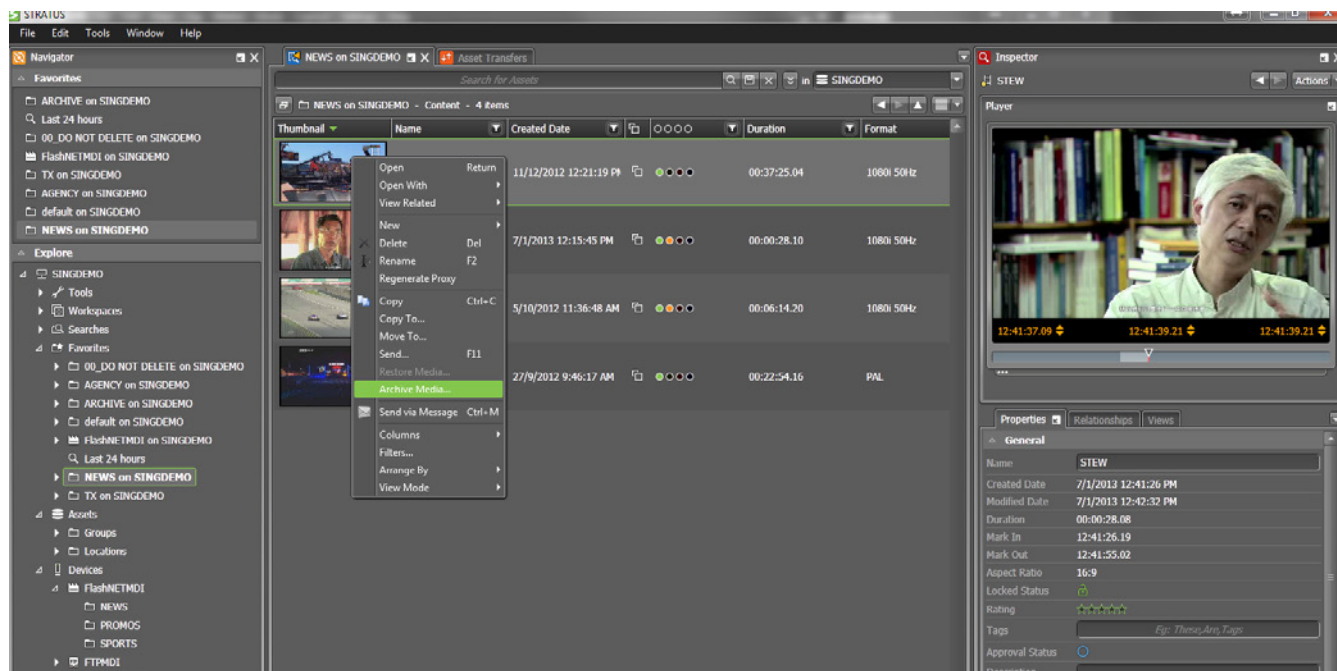 STRATUS
File Edit Tools Window Help
Navigator
Favorites
ARCHIVE on SINGDEMO
Last 24 hours
00_DO NOT DELETE on SINGDEMO
FlashNETMDI on SINGDEMO
TX on SINGDEMO
AGENCY on SINGDEMO
default on SINGDEMO
NEWS on SINGDEMO
Explore
SINGDEMO
Tools
Workspaces
Searches
Favorites
00_DO NOT DELETE on SINGDEMO
AGENCY on SINGDEMO
ARCHIVE on SINGDEMO
default on SINGDEMO
FlashNETMDI on SINGDEMO
Last 24 hours
NEWS on SINGDEMO
TX on SINGDEMO
Assets
Groups
Locations
Devices
FlashNETMDI
NEWS
PROMOS
SPORTS
FTPMDI
NEWS on SINGDEMO Asset Transfers
Search for Assets in SINGDEMO
NEWS on SINGDEMO - Content - 4 items
Thumbnail Name Created Date Duration Format
11/12/2012 12:21:19 PM 00:37:25.04 1080i 50Hz
7/1/2013 12:15:45 PM 00:00:28.10 1080i 50Hz
5/10/2012 11:36:48 AM 00:06:14.20 1080i 50Hz
27/9/2012 9:46:17 AM 00:22:54.16 PAL
Open Return
Open With
View Related
New
Delete Del
Rename F2
Regenerate Proxy
Copy Ctrl+C
Copy To...
Move To...
Send... F11
Restore Media...
Archive Media...
Send via Message Ctrl+M
Columns
Filters...
Arrange By
View Mode
Inspector
STEW Actions
Player
12:41:37.09 12:41:39.21 12:41:39.21
Properties Relationships Views
General
Name STEW
Created Date 7/1/2013 12:41:26 PM
Modified Date 7/1/2013 12:42:32 PM
Duration 00:00:28.08
Mark In 12:41:26.19
Mark Out 12:41:55.02
Aspect Ratio 16:9
Locked Status
Rating
Tags Eg: These,Are,Tags
Approval Status